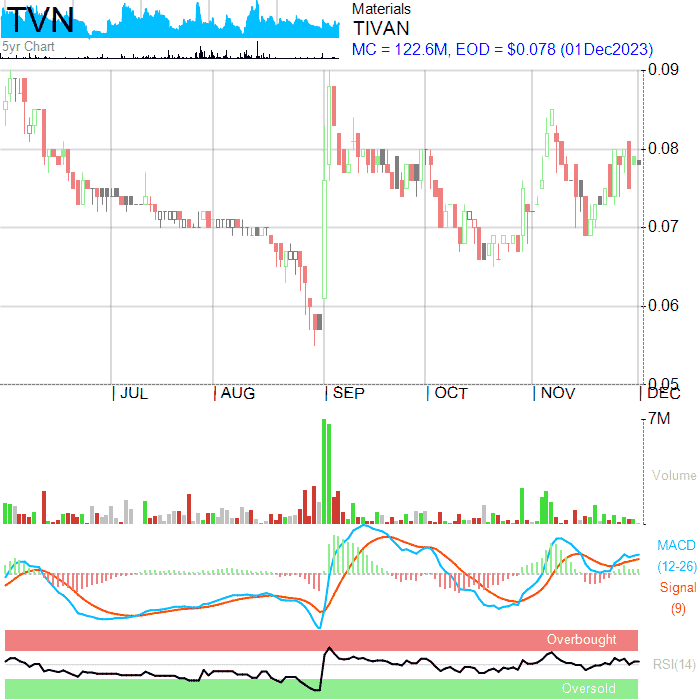 TVN
Materials
TIVAN
MC = 122.6M, EOD = $0.078 (01Dec2023)
5yr Chart
0.09
0.08
0.07
0.06
0.05
JUL
AUG
SEP
OCT
NOV
DEC
7M
Volume
MACD
(12-26)
Signal
(9)
Overbought
RSI(14)
Oversold